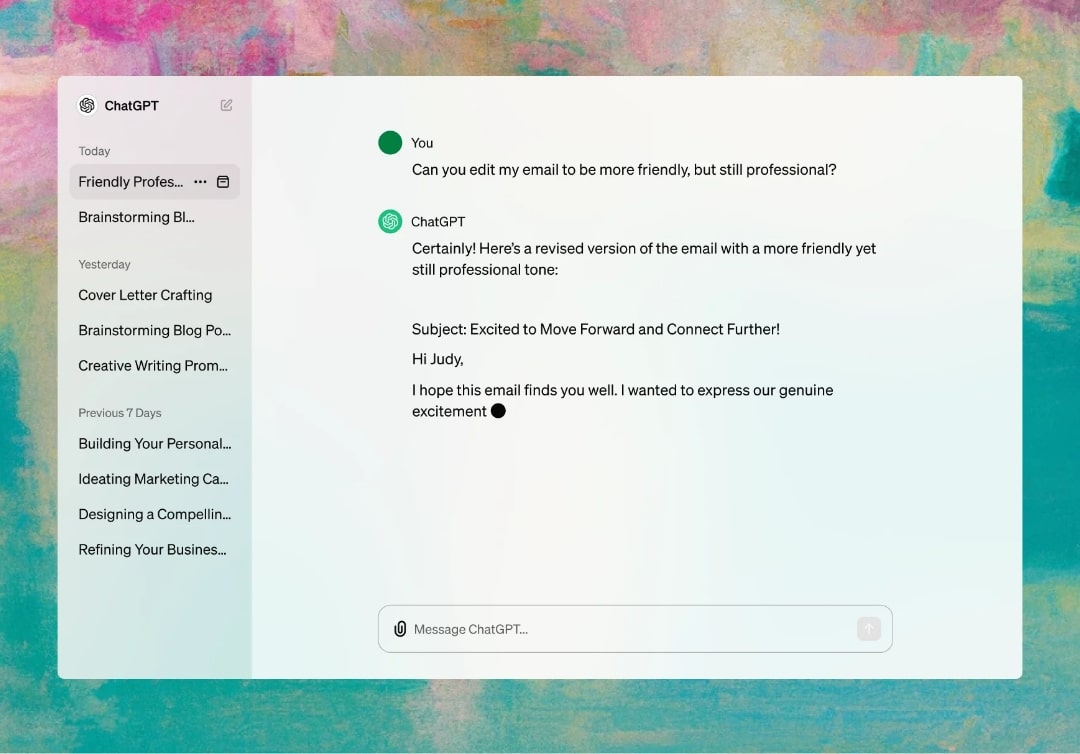 ChatGPT
Today
Friendly Profes...
Brainstorming Bl...
Yesterday
Cover Letter Crafting
Brainstorming Blog Po...
Creative Writing Prom...
Previous 7 Days
Building Your Personal...
Ideating Marketing Ca...
Designing a Compellin...
Refining Your Busines...
You
Can you edit my email to be more friendly, but still professional?
ChatGPT
Certainly! Here’s a revised version of the email with a more friendly yet
still professional tone:
Subject: Excited to Move Forward and Connect Further!
Hi Judy,
I hope this email finds you well. I wanted to express our genuine
excitement
Message ChatGPT...